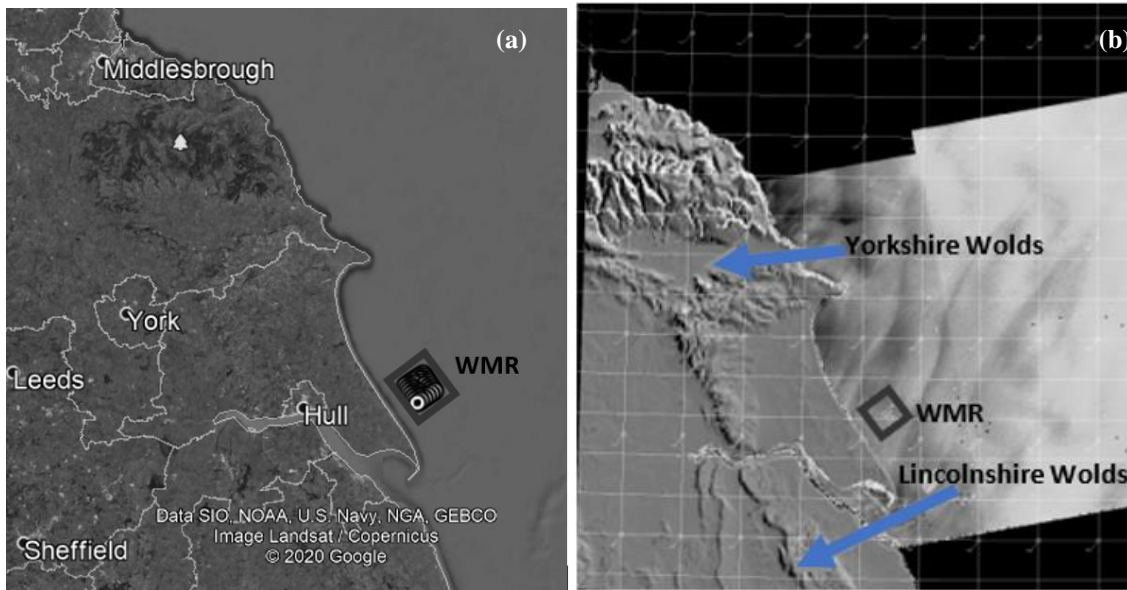 (a)
Middlesbrough
York
Leeds
WMR
Hull
Data SIO, NOAA, U.S. Navy, NGA, GEBCO
Image Landsat / Copernicus
© 2020 Google
Sheffield
(b)
Yorkshire Wolds
WMR
Lincolnshire Wolds